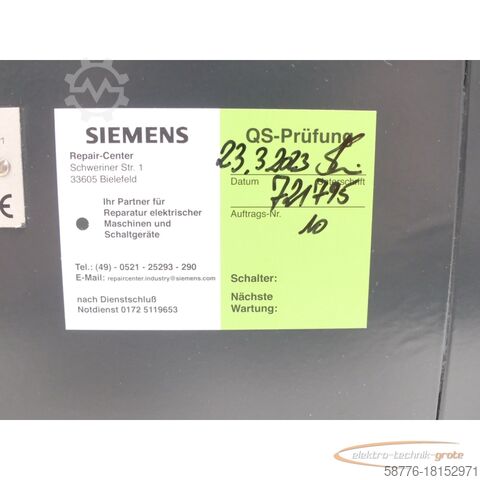 SIEMENS
Repair-Center
Schweriner Str. 1
33605 Bielefeld
Ihr Partner für
Reparatur elektrischer
Maschinen und
Schaltgeräte
Tel.: (49) - 0521 - 25293 - 290
E-Mail: repaircenter.industry@siemens.com
nach Dienstschluß
Notdienst 0172 5119653
QS-Prüfung
23.3.2023
Datum Unterschrift
721795
Auftrags-Nr.
10
Schalter:
Nächste
Wartung:
elektro-technik-grote
58776-18152971